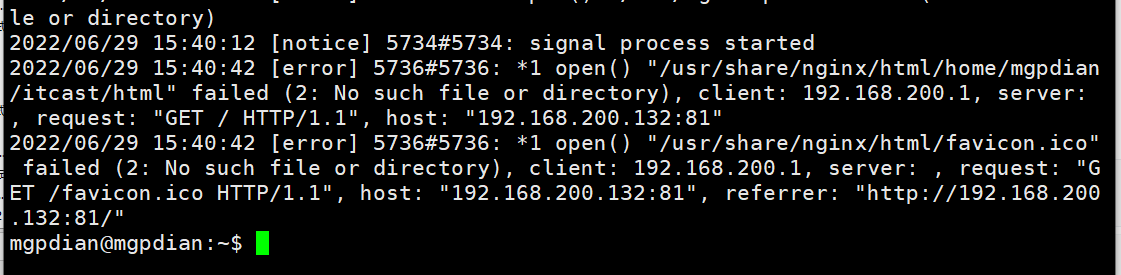 le or directory)
2022/06/29 15:40:12 [notice] 5734#5734: signal process started
2022/06/29 15:40:42 [error] 5736#5736: *1 open() "/usr/share/nginx/html/home/mgpdian
/itcast/html" failed (2: No such file or directory), client: 192.168.200.1, server:
, request: "GET / HTTP/1.1", host: "192.168.200.132:81"
2022/06/29 15:40:42 [error] 5736#5736: *1 open() "/usr/share/nginx/html/favicon.ico"
 failed (2: No such file or directory), client: 192.168.200.1, server: , request: "G
ET /favicon.ico HTTP/1.1", host: "192.168.200.132:81", referrer: "http://192.168.200
.132:81/"
mgpdian@mgpdian:~$